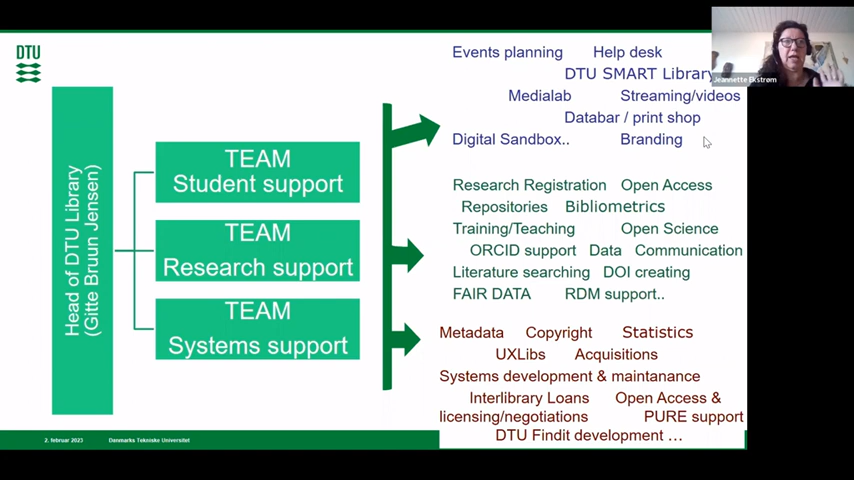 DTU
Head of DTU Library
(Gitte Bruun Jensen)
TEAM
Student support
TEAM
Research support
TEAM
Systems support
Events planning Help desk
DTU SMART Library
Medialab Streaming/videos
Databar / print shop
Digital Sandbox.. Branding
Research Registration Open Access
Repositories Bibliometrics
Training/Teaching Open Science
ORCID support Data Communication
Literature searching DOI creating
FAIR DATA RDM support..
Metadata Copyright Statistics
UXLibs Acquisitions
Systems development & maintanance
Interlibrary Loans Open Access &
licensing/negotiations PURE support
DTU Findit development ...
Jeannette Ekstrøm
2. februar 2023 Danmarks Tekniske Universitet